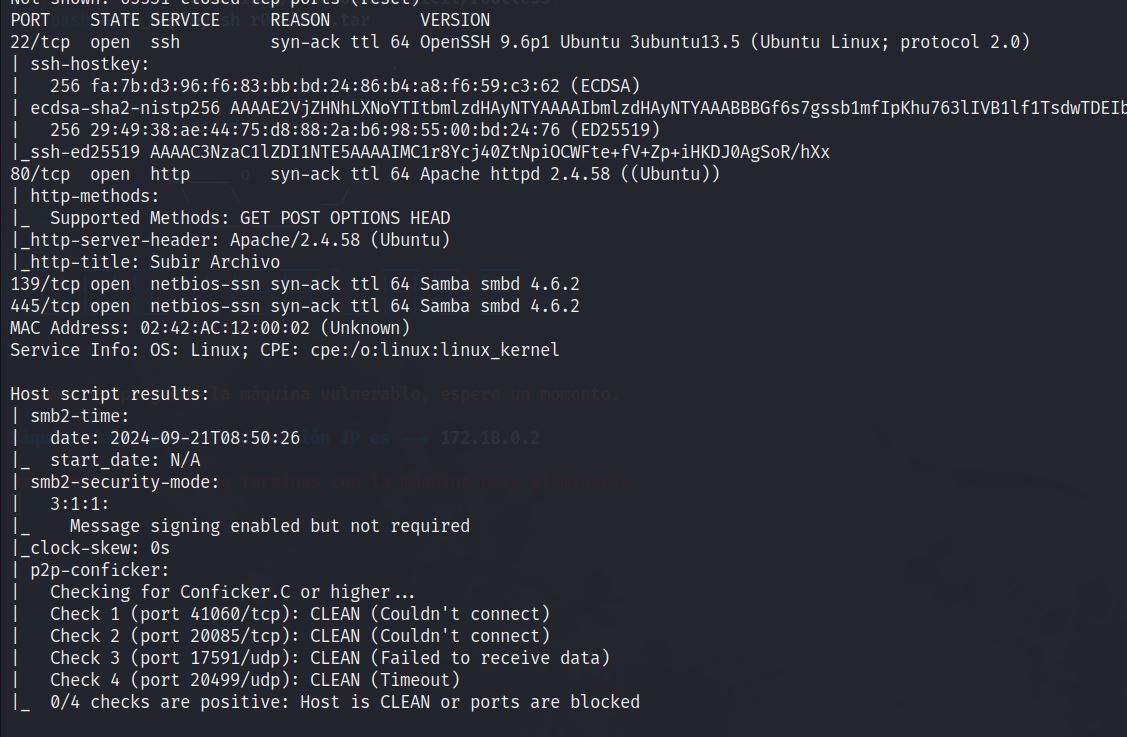 Not shown: 65531 closed tcp ports (reset)
PORT    STATE SERVICE     REASON         VERSION
22/tcp  open  ssh         syn-ack ttl 64 OpenSSH 9.6p1 Ubuntu 3ubuntu13.5 (Ubuntu Linux; protocol 2.0)
| ssh-hostkey:
|   256 fa:7b:d3:96:f6:83:bb:bd:24:86:b4:a8:f6:59:c3:62 (ECDSA)
| ecdsa-sha2-nistp256 AAAAE2VjZHNhLXNoYTItbmlzdHAyNTYAAAAIbmlzdHAyNTYAAABBBGf6s7gssb1mfIpKhu763lIVB1lf1TsdwTDEIb
|   256 29:49:38:ae:44:75:d8:88:2a:b6:98:55:00:bd:24:76 (ED25519)
|_ssh-ed25519 AAAAC3NzaC1lZDI1NTE5AAAAIMC1r8Ycj40ZtNpiOCWFte+fV+Zp+iHKDJ0AgSoR/hXx
80/tcp  open  http        syn-ack ttl 64 Apache httpd 2.4.58 ((Ubuntu))
| http-methods:
|_  Supported Methods: GET POST OPTIONS HEAD
|_http-server-header: Apache/2.4.58 (Ubuntu)
|_http-title: Subir Archivo
139/tcp open  netbios-ssn syn-ack ttl 64 Samba smbd 4.6.2
445/tcp open  netbios-ssn syn-ack ttl 64 Samba smbd 4.6.2
MAC Address: 02:42:AC:12:00:02 (Unknown)
Service Info: OS: Linux; CPE: cpe:/o:linux:linux_kernel
Host script results:
la máquina vulnerable, espere un momento.
| smb2-time:
|   date: 2024-09-21T08:50:26
IP es → 172.18.0.2
|_  start_date: N/A
| smb2-security-mode:
|   3:1:1:
|_    Message signing enabled but not required
|_clock-skew: 0s
| p2p-conficker:
|   Checking for Conficker.C or higher...
|   Check 1 (port 41060/tcp): CLEAN (Couldn't connect)
|   Check 2 (port 20085/tcp): CLEAN (Couldn't connect)
|   Check 3 (port 17591/udp): CLEAN (Failed to receive data)
|   Check 4 (port 20499/udp): CLEAN (Timeout)
|_  0/4 checks are positive: Host is CLEAN or ports are blocked